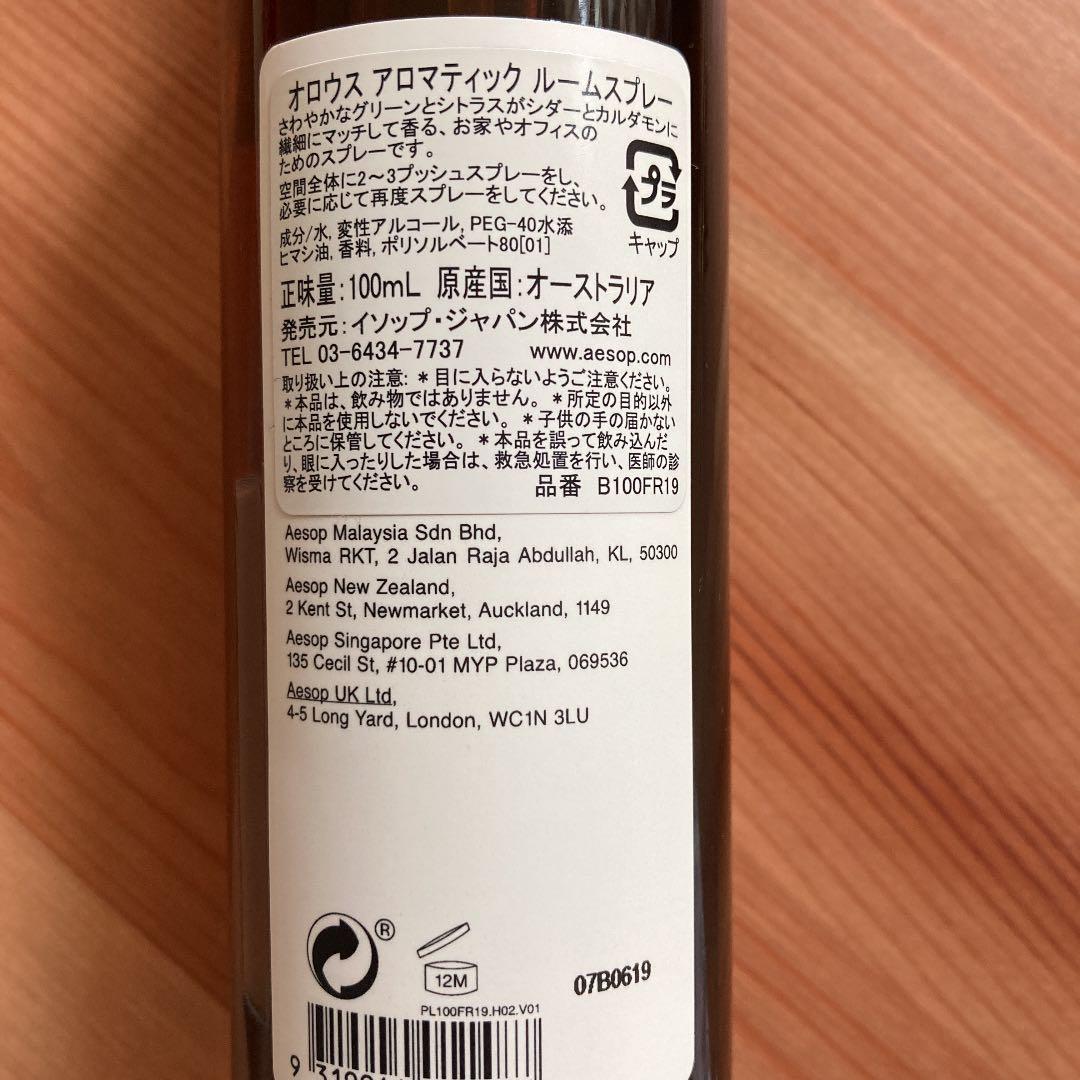 オロウス アロマティック ルームスプレー
さわやかなグリーンとシトラスがシダーとカルダモンに
繊細にマッチして香る、お家やオフィスの
ためのスプレーです。
空間全体に2～3プッシュスプレーをし、
必要に応じて再度スプレーをしてください。
プラ
キャップ
成分/水, 変性アルコール, PEG-40水添
ヒマシ油, 香料, ポリソルベート80[01]
正味量:100mL 原産国:オーストラリア
発売元:イソップ・ジャパン株式会社
TEL 03-6434-7737 www.aesop.com
取り扱い上の注意: *目に入らないようご注意ください。
*本品は、飲み物ではありません。*所定の目的以外
に本品を使用しないでください。*子供の手の届かない
ところに保管してください。*本品を誤って飲み込んだ
り、眼に入ったりした場合は、救急処置を行い、医師の診
察を受けてください。 品番 B100FR19
Aesop Malaysia Sdn Bhd,
Wisma RKT, 2 Jalan Raja Abdullah, KL, 50300
Aesop New Zealand,
2 Kent St, Newmarket, Auckland, 1149
Aesop Singapore Pte Ltd,
135 Cecil St, #10-01 MYP Plaza, 069536
Aesop UK Ltd,
4-5 Long Yard, London, WC1N 3LU
®
12M
07B0619
PL100FR19.H02.V01